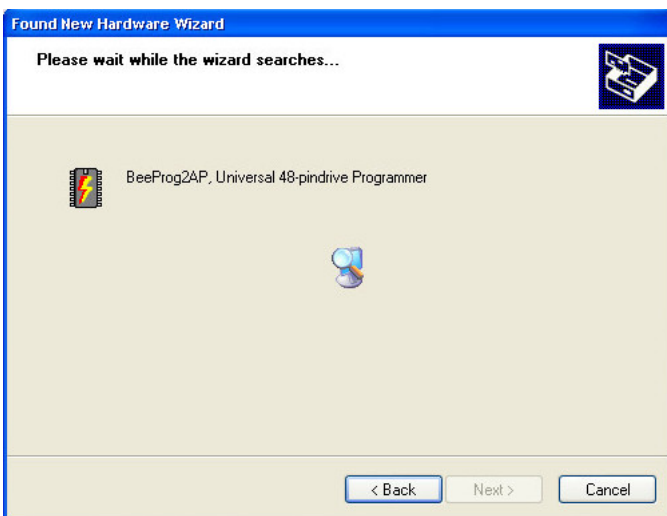 Found New Hardware Wizard
Please wait while the wizard searches...
BeeProg2AP, Universal 48-pindrive Programmer
< Back
Next >
Cancel